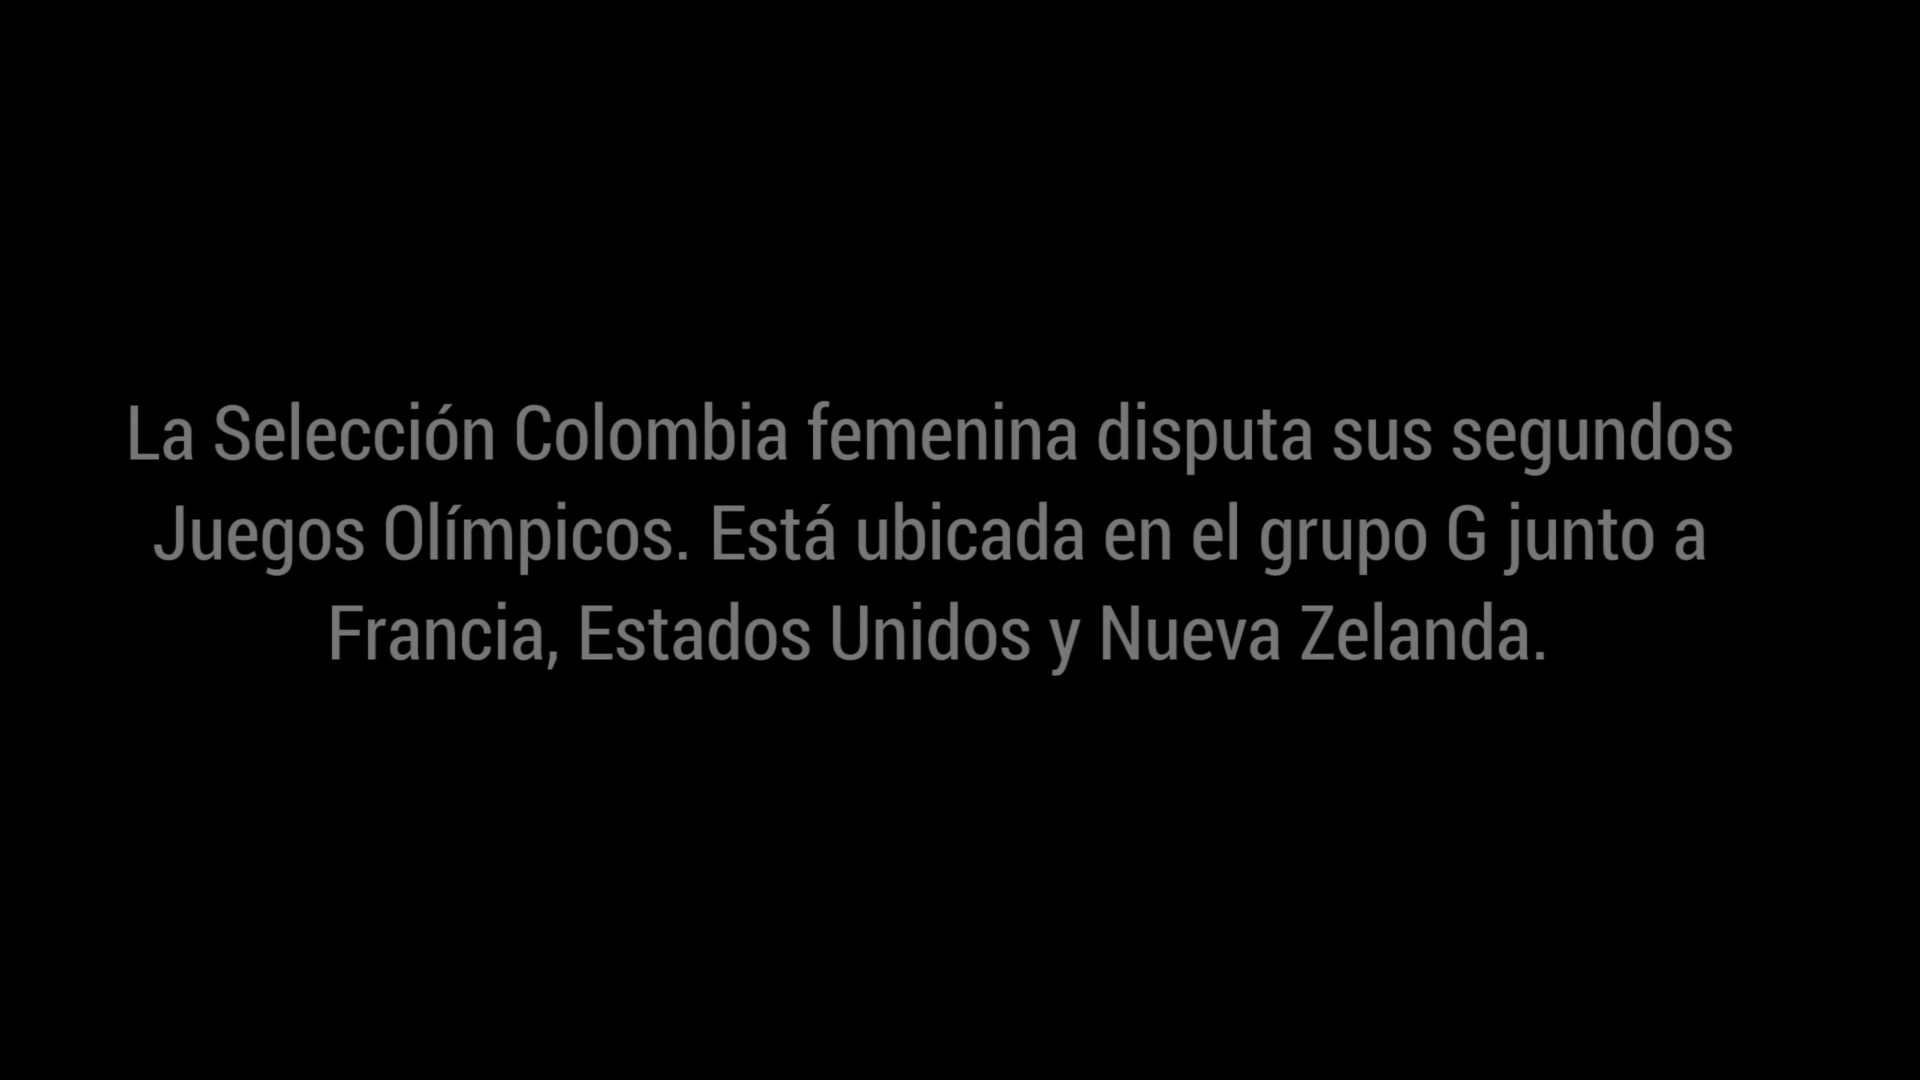 La Selección Colombia femenina disputa sus segundos
Juegos Olímpicos. Está ubicada en el grupo G junto a
Francia, Estados Unidos y Nueva Zelanda.